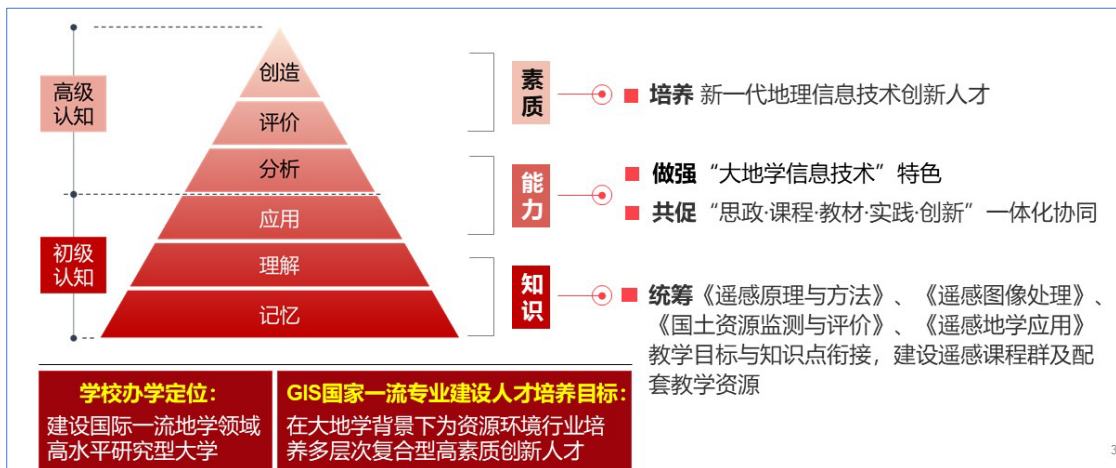 创造
评价
分析
应用
理解
记忆
高级
认知
初级
认知
素
质
能
力
知
识
■ 培养 新一代地理信息技术创新人才
■ 做强 “大地学信息技术” 特色
■ 共促 “思政·课程·教材·实践·创新” 一体化协同
■ 统筹《遥感原理与方法》、《遥感图像处理》、
《国土资源监测与评价》、《遥感地学应用》
教学目标与知识点衔接，建设遥感课程群及配
套教学资源
学校办学定位：
建设国际一流地学领域
高水平研究型大学
GIS国家一流专业建设人才培养目标：
在大地学背景下为资源环境行业培
养多层次复合型高素质创新人才
3